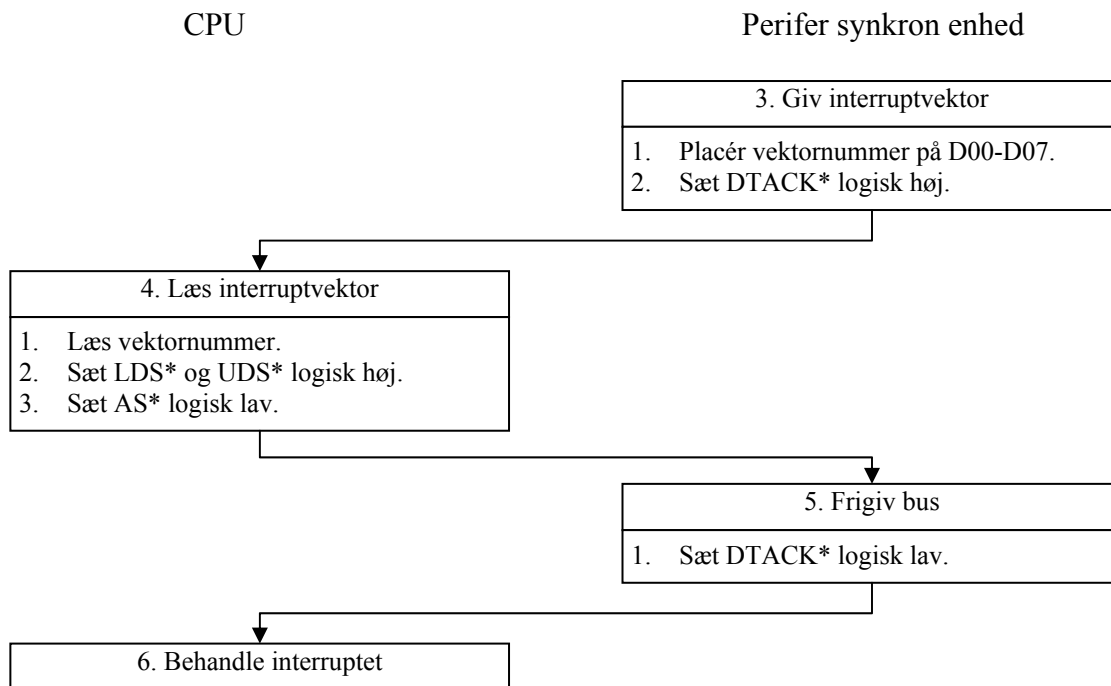 CPU
Perifer synkron enhed
3. Giv interruptvektor
1. Placér vektornummer på D00-D07.
2. Sæt DTACK* logisk høj.
4. Læs interruptvektor
1. Læs vektornummer.
2. Sæt LDS* og UDS* logisk høj.
3. Sæt AS* logisk lav.
5. Frigiv bus
1. Sæt DTACK* logisk lav.
6. Behandle interruptet